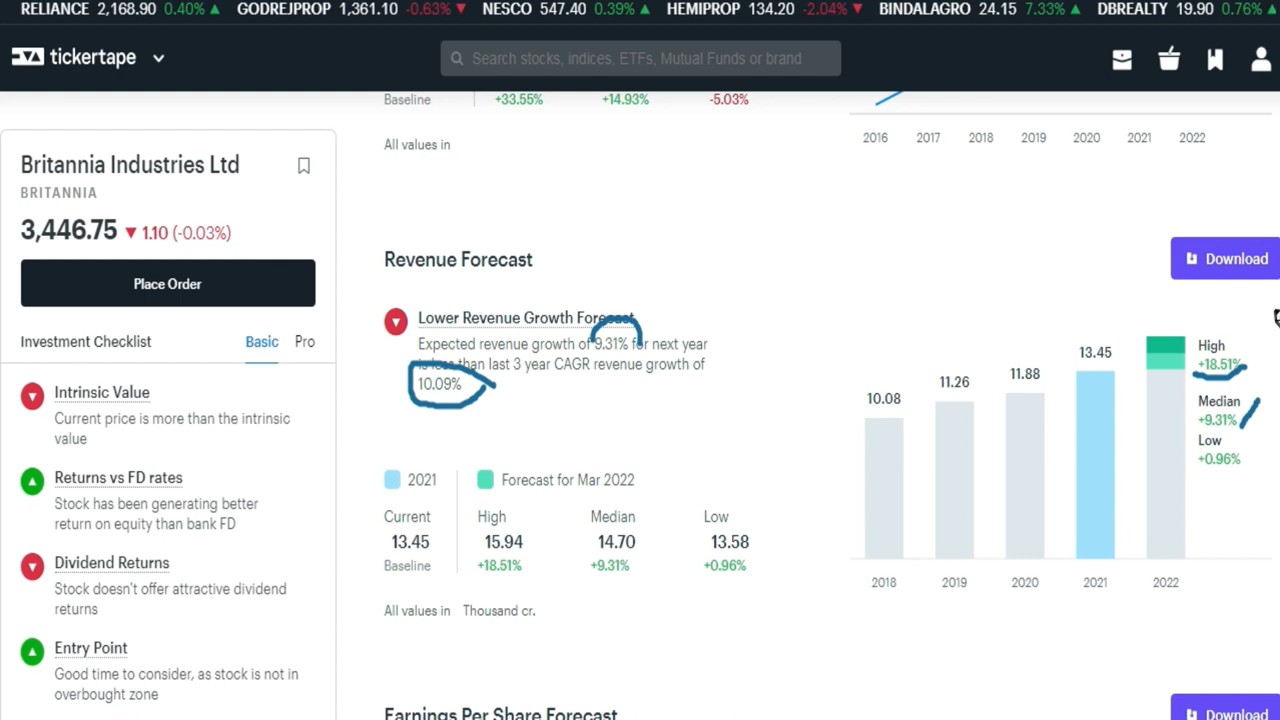 RELIANCE 2,168.90 0.40% GODREJPROP 1,361.10 -0.63% NESCO 547.40 0.39% HEMIPROP 134.20 -2.04% BINDALAGRO 24.15 7.33% DBREALTY 19.90 0.76%
tickertape
Search stocks, indices, ETFs, Mutual Funds or brand
Baseline +33.55% +14.93% -5.03%
All values in
2016 2017 2018 2019 2020 2021 2022
Britannia Industries Ltd
BRITANNIA
3,446.75 1.10 (-0.03%)
Place Order
Investment Checklist Basic Pro
Intrinsic Value
Current price is more than the intrinsic
value
Returns vs FD rates
Stock has been generating better
return on equity than bank FD
Dividend Returns
Stock doesn't offer attractive dividend
returns
Entry Point
Good time to consider, as stock is not in
overbought zone
Revenue Forecast
Download
Lower Revenue Growth Forecast
Expected revenue growth of 9.31% for next year
is less than last 3 year CAGR revenue growth of
10.09%
2021 Forecast for Mar 2022
Current High Median Low
13.45 15.94 14.70 13.58
Baseline +18.51% +9.31% +0.96%
All values in Thousand cr.
10.08 11.26 11.88 13.45
High
+18.51%
Median
+9.31%
Low
+0.96%
2018 2019 2020 2021 2022
Earnings Per Share Forecast
Download